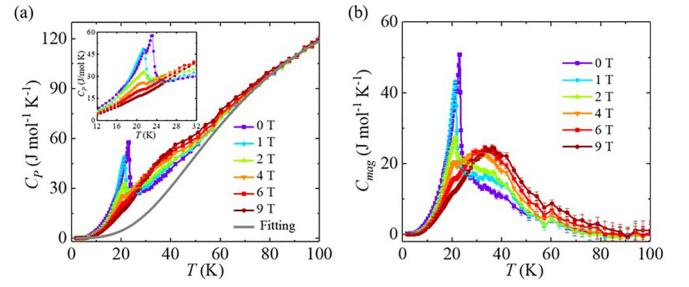 (a)
C_P (J mol⁻¹ K⁻¹)
120
90
60
30
0
0 20 40 60 80 100
T (K)
C_P (J/mol K)
60
45
30
15
0
12 16 20 24 28 32
T (K)
0 T
1 T
2 T
4 T
6 T
9 T
Fitting
(b)
C_mag (J mol⁻¹ K⁻¹)
60
40
20
0
0 20 40 60 80 100
T (K)
0 T
1 T
2 T
4 T
6 T
9 T